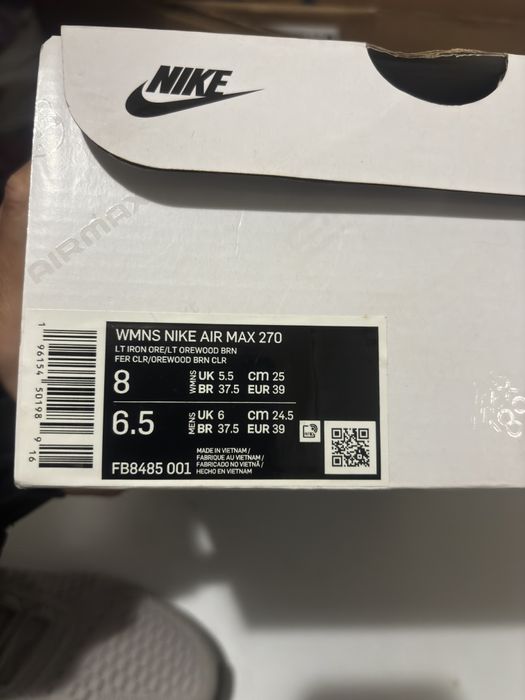 NIKE
AIRMAX
WMNS NIKE AIR MAX 270
LT IRON ORE/LT OREWOOD BRN
FER CLR/OREWOOD BRN CLR
8 WMNS UK 5.5 cm 25
BR 37.5 EUR 39
6.5 MENS UK 6 cm 24.5
BR 37.5 EUR 39
MADE IN VIETNAM /
FABRIQUE AU VIETNAM /
FABRICADO NO VIETNÃ /
HECHO EN VIETNAM
FB8485 001
1 96154 50198 9 16